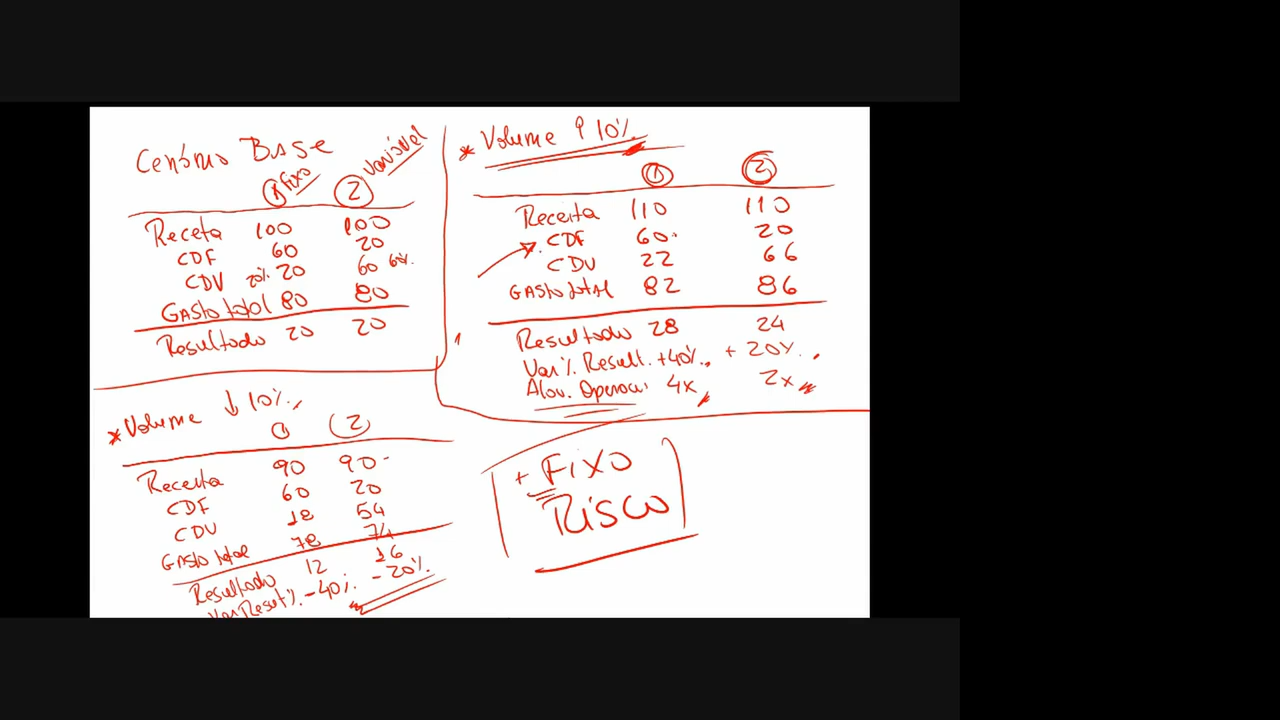 Cenário Base
① Fixo ② Variável
Receta 100 100
CDF 60 20
CDV 20% 20 60 60%
Gasto total 80 80
Resultado 20 20
* Volume ↑ 10%
① ②
Receita 110 110
CDF 60 20
CDV 22 66
Gasto total 82 86
Resultado 28 24
Var % Result. +40% + 20%
Alav. Operac. 4x 2x
* Volume ↓ 10%
① ②
Receita 90 90
CDF 60 20
CDV 18 54
Gasto total 78 74
Resultado 12 16
Var Result % -40% -20%
+ Fixo
Risco